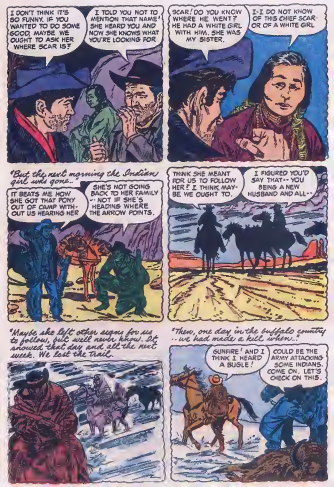 I DON'T THINK IT'S
SO FUNNY. IF YOU
WANTED TO DO SOME
GOOD, MAYBE WE
OUGHT TO ASK HER
WHERE SCAR IS?
I TOLD YOU NOT TO
MENTION THAT NAME!
SHE HEARD YOU AND
NOW SHE KNOWS WHAT
YOU'RE LOOKING FOR
SCAR! DO YOU KNOW
WHERE HE WENT?
HE HAD A WHITE GIRL
WITH HIM. SHE WAS
MY SISTER.
I-I DO NOT KNOW
OF THIS CHIEF SCAR
OR OF A WHITE GIRL
"But the next morning the Indian
girl was gone..
IT BEATS ME HOW
SHE GOT THAT PONY
OUT OF CAMP WITH-
OUT US HEARING HER
SHE'S NOT GOING
BACK TO HER FAMILY
-- NOT IF SHE'S
HEADING WHERE
THE ARROW POINTS.
THINK SHE MEANT
FOR US TO FOLLOW
HER? I THINK MAY-
BE WE OUGHT TO.
I FIGURED YOU'D
SAY THAT-- YOU
BEING A NEW
HUSBAND AND ALL--
"Maybe she left other signs for us
to follow, but we'll never know. It
snowed that day and all the next
week. We lost the trail.
"Then, one day in the buffalo country
-- we had made a kill when..!
GUNFIRE! AND I
THINK I HEARD
A BUGLE!
COULD BE THE
ARMY ATTACKING
SOME INDIANS.
COME ON. LET'S
CHECK ON THIS..